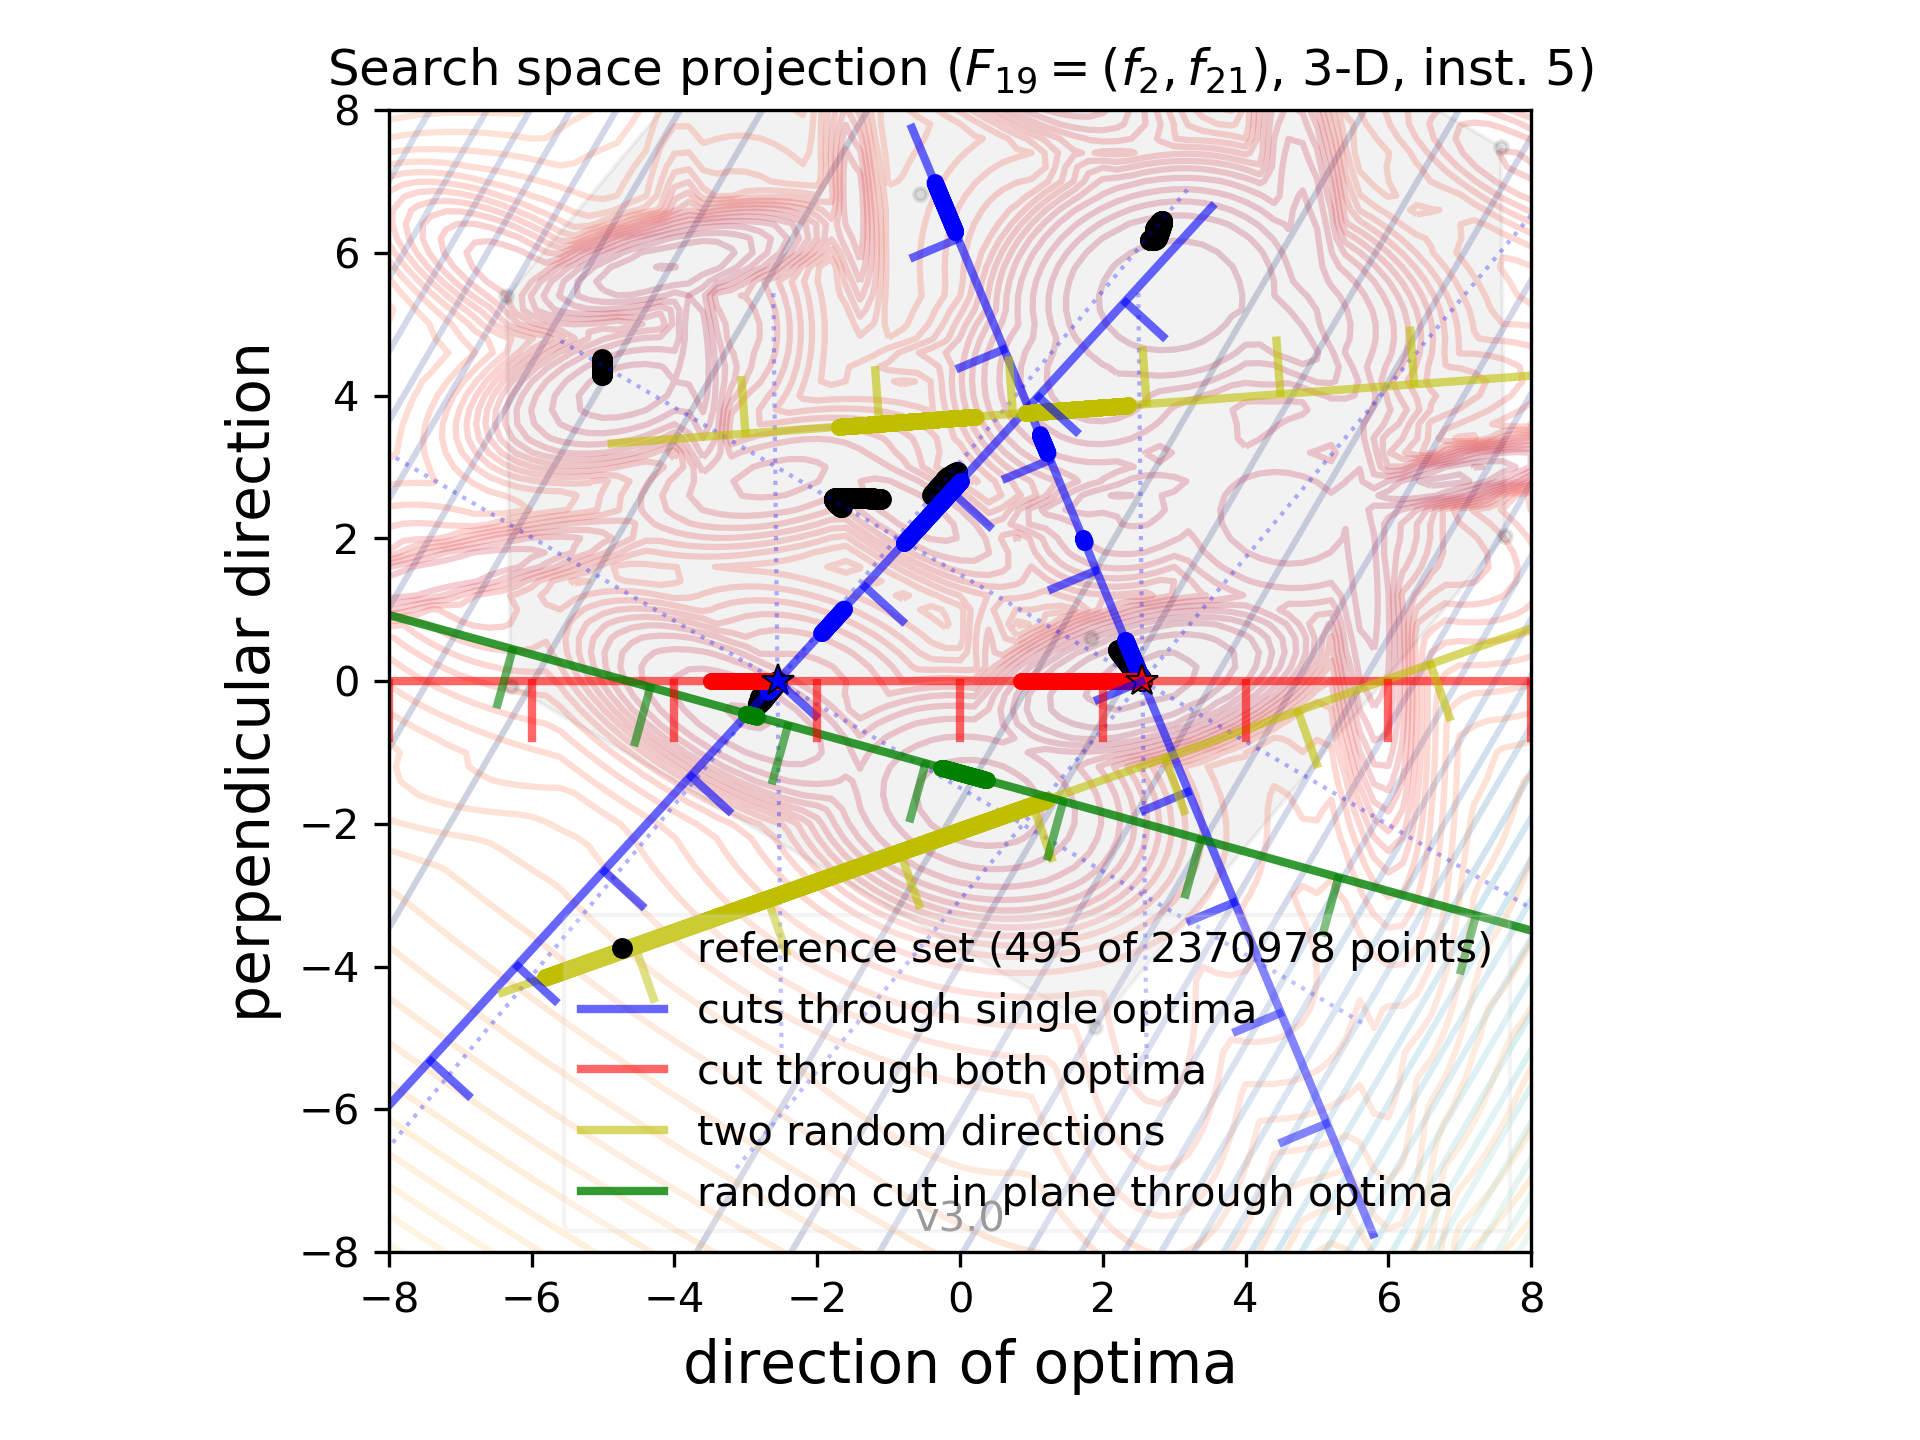 Search space projection (F19 = (f2, f21), 3-D, inst. 5)
8
6
4
2
0
−2
−4
−6
−8
perpendicular direction
reference set (495 of 2370978 points)
cuts through single optima
cut through both optima
two random directions
random cut in plane through optima
v3.0
−8 −6 −4 −2 0 2 4 6 8
direction of optima